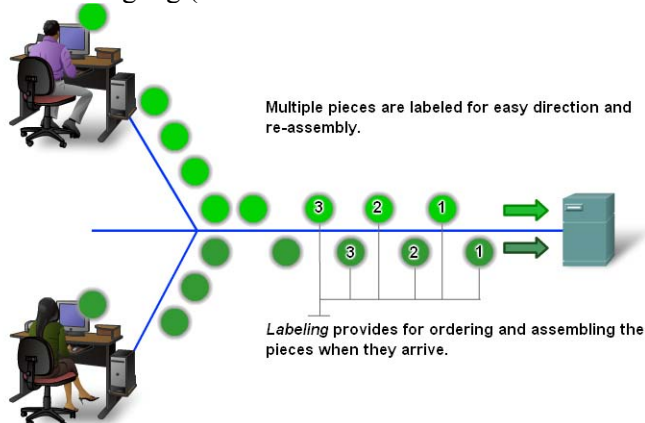 Multiple pieces are labeled for easy direction and
re-assembly.
3 2 1
3 2 1
Labeling provides for ordering and assembling the
pieces when they arrive.